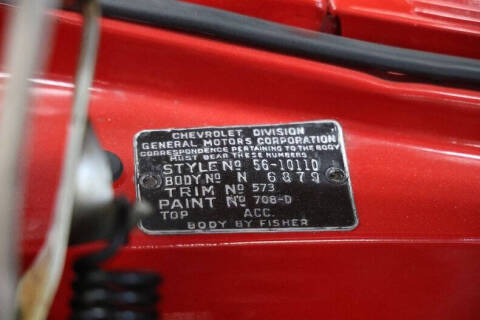 CHEVROLET DIVISION
GENERAL MOTORS CORPORATION
CORRESPONDENCE PERTAINING TO THE BODY
MUST BEAR THESE NUMBERS
STYLE No 56-1011D
BODY No N 6879
TRIM No 573
PAINT No 708-D
TOP ACC.
BODY BY FISHER